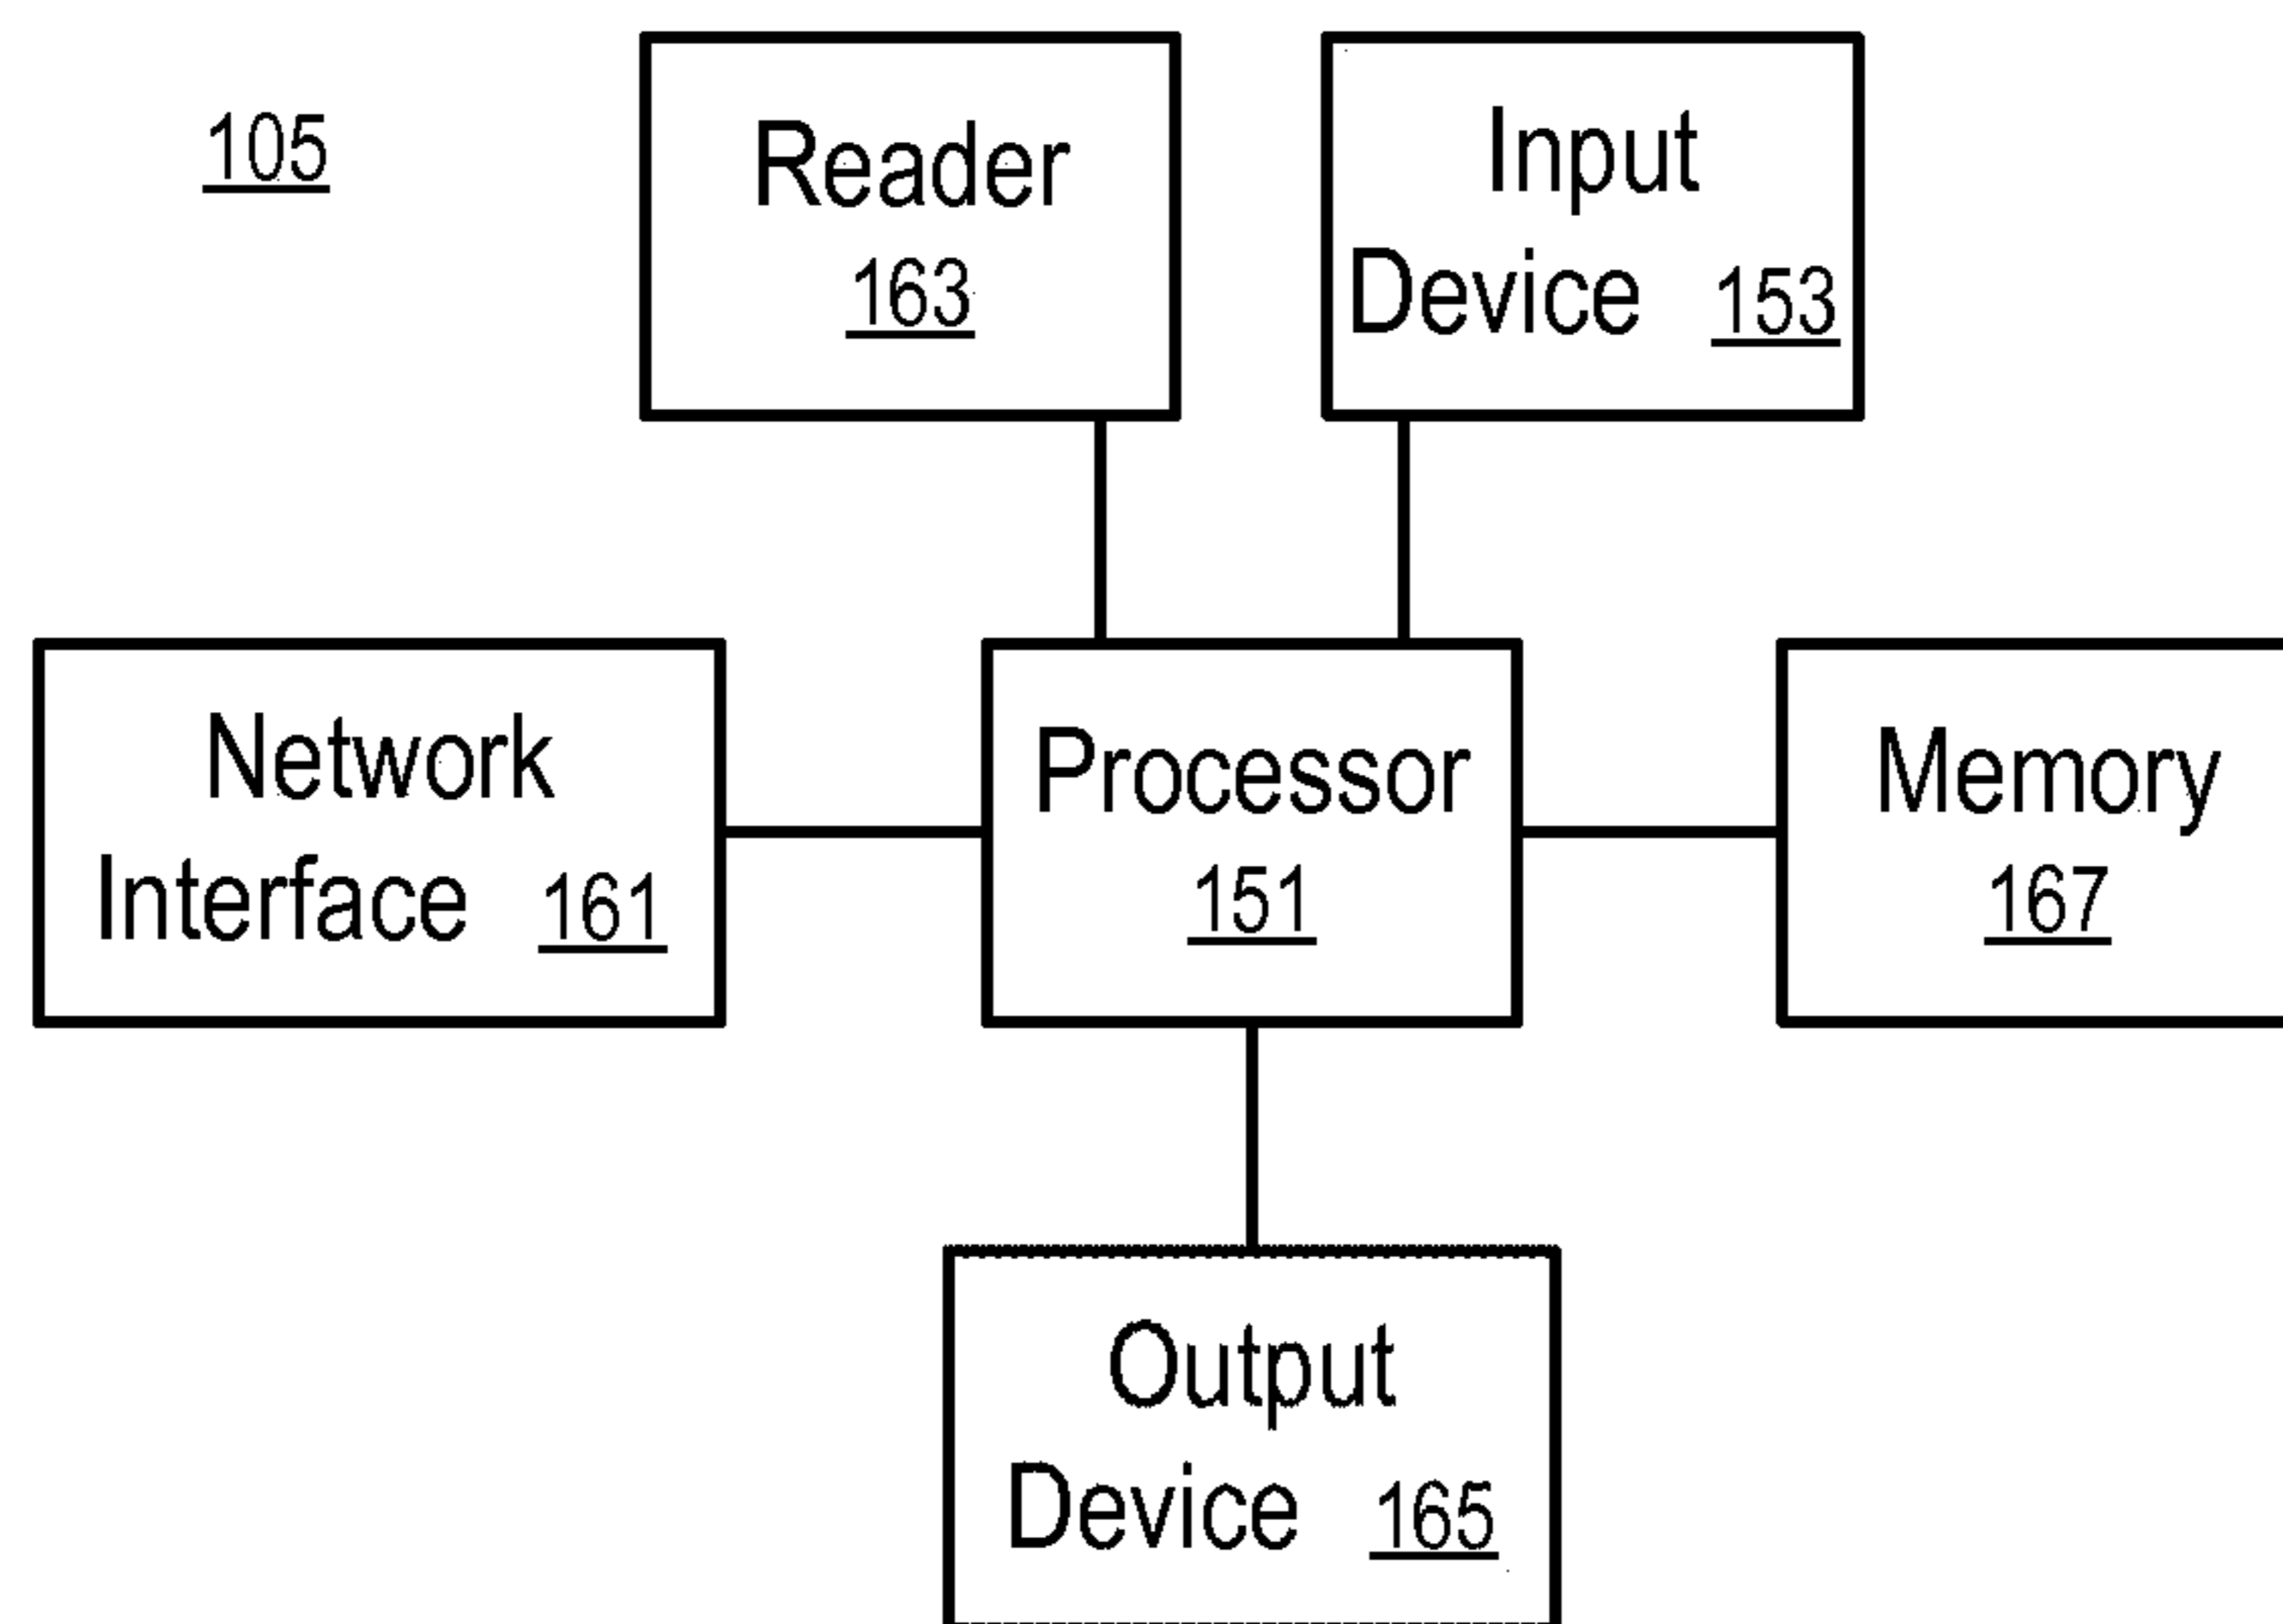 105
Reader
163
Input
Device 153
Network
Interface 161
Processor
151
Memory
167
Output
Device 165